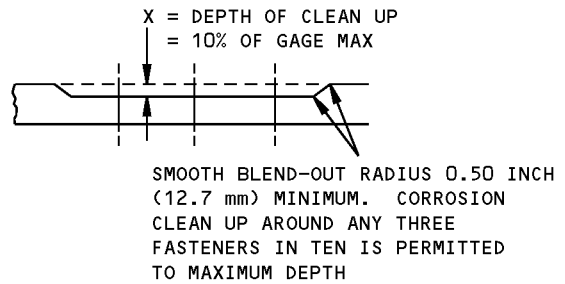 X = DEPTH OF CLEAN UP
= 10% OF GAGE MAX
SMOOTH BLEND-OUT RADIUS 0.50 INCH
(12.7 mm) MINIMUM. CORROSION
CLEAN UP AROUND ANY THREE
FASTENERS IN TEN IS PERMITTED
TO MAXIMUM DEPTH